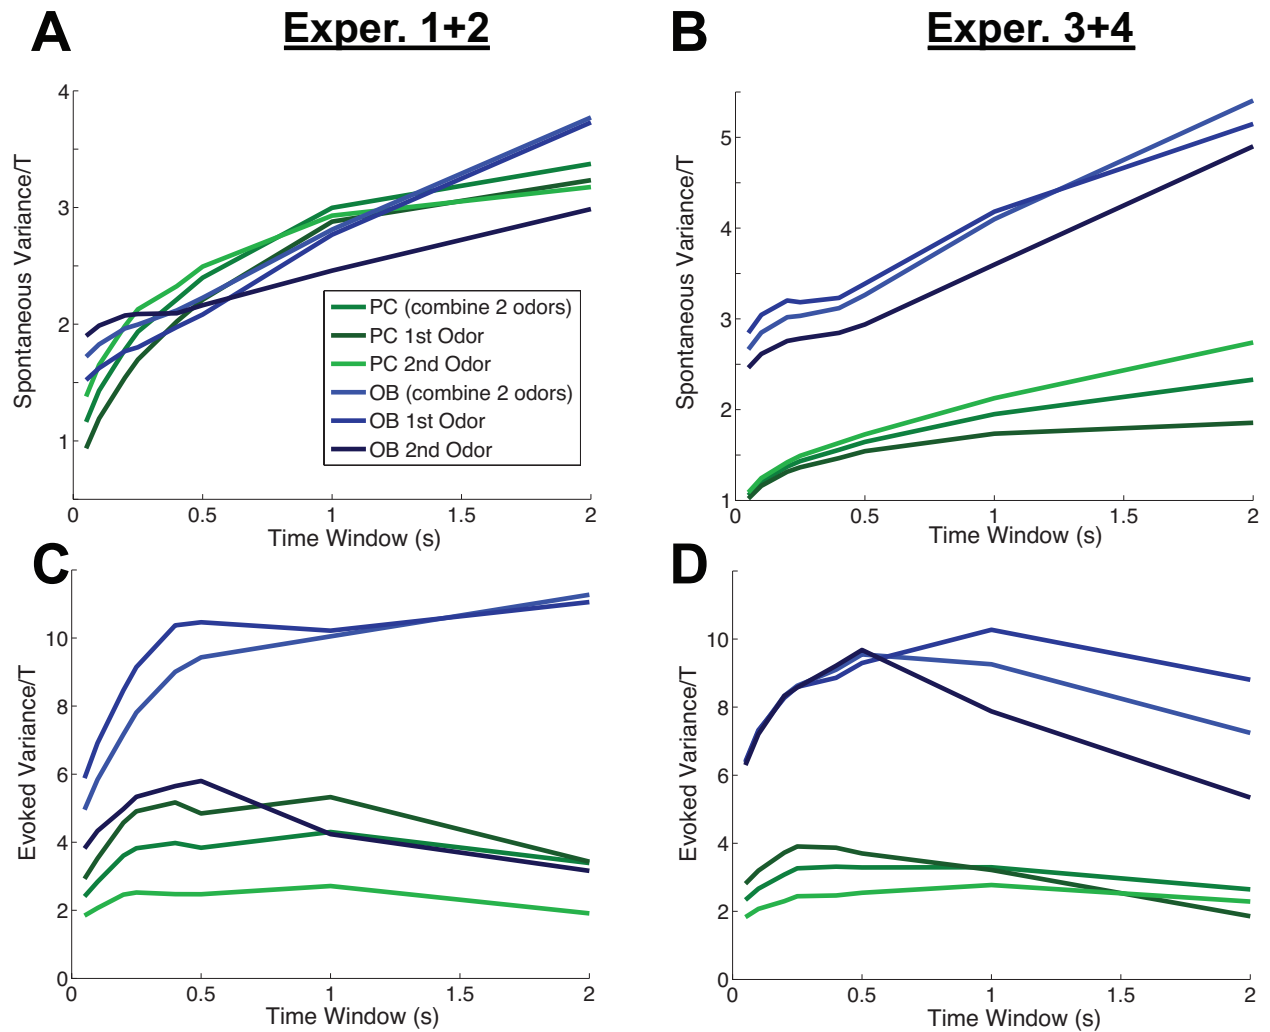 A
Exper. 1+2
4
3
2
1
0
0.5
1
1.5
2
Spontaneous Variance/T
Time Window (s)
PC (combine 2 odors)
PC 1st Odor
PC 2nd Odor
OB (combine 2 odors)
OB 1st Odor
OB 2nd Odor
B
Exper. 3+4
5
4
3
2
1
0
0.5
1
1.5
2
Spontaneous Variance/T
Time Window (s)
C
10
8
6
4
2
0
0
0.5
1
1.5
2
Evoked Variance/T
Time Window (s)
D
10
8
6
4
2
0
0
0.5
1
1.5
2
Evoked Variance/T
Time Window (s)